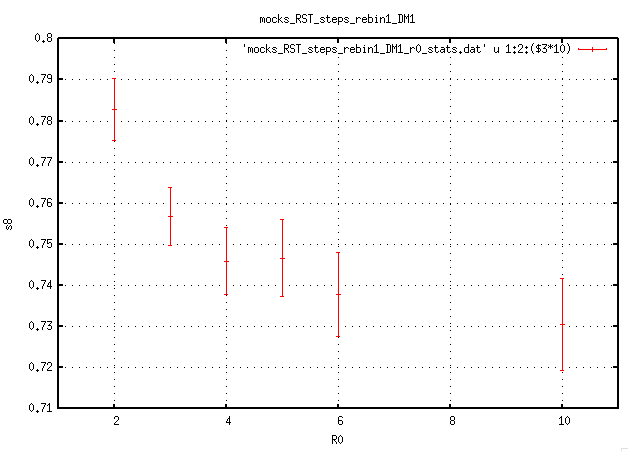 mocks_RST_steps_rebin1_DM1
'mocks_RST_steps_rebin1_DM1_r0_stats.dat' u 1:2:($3*10)
0.8
0.79
0.78
0.77
0.76
0.75
0.74
0.73
0.72
0.71
s8
2 4 6 8 10
R0